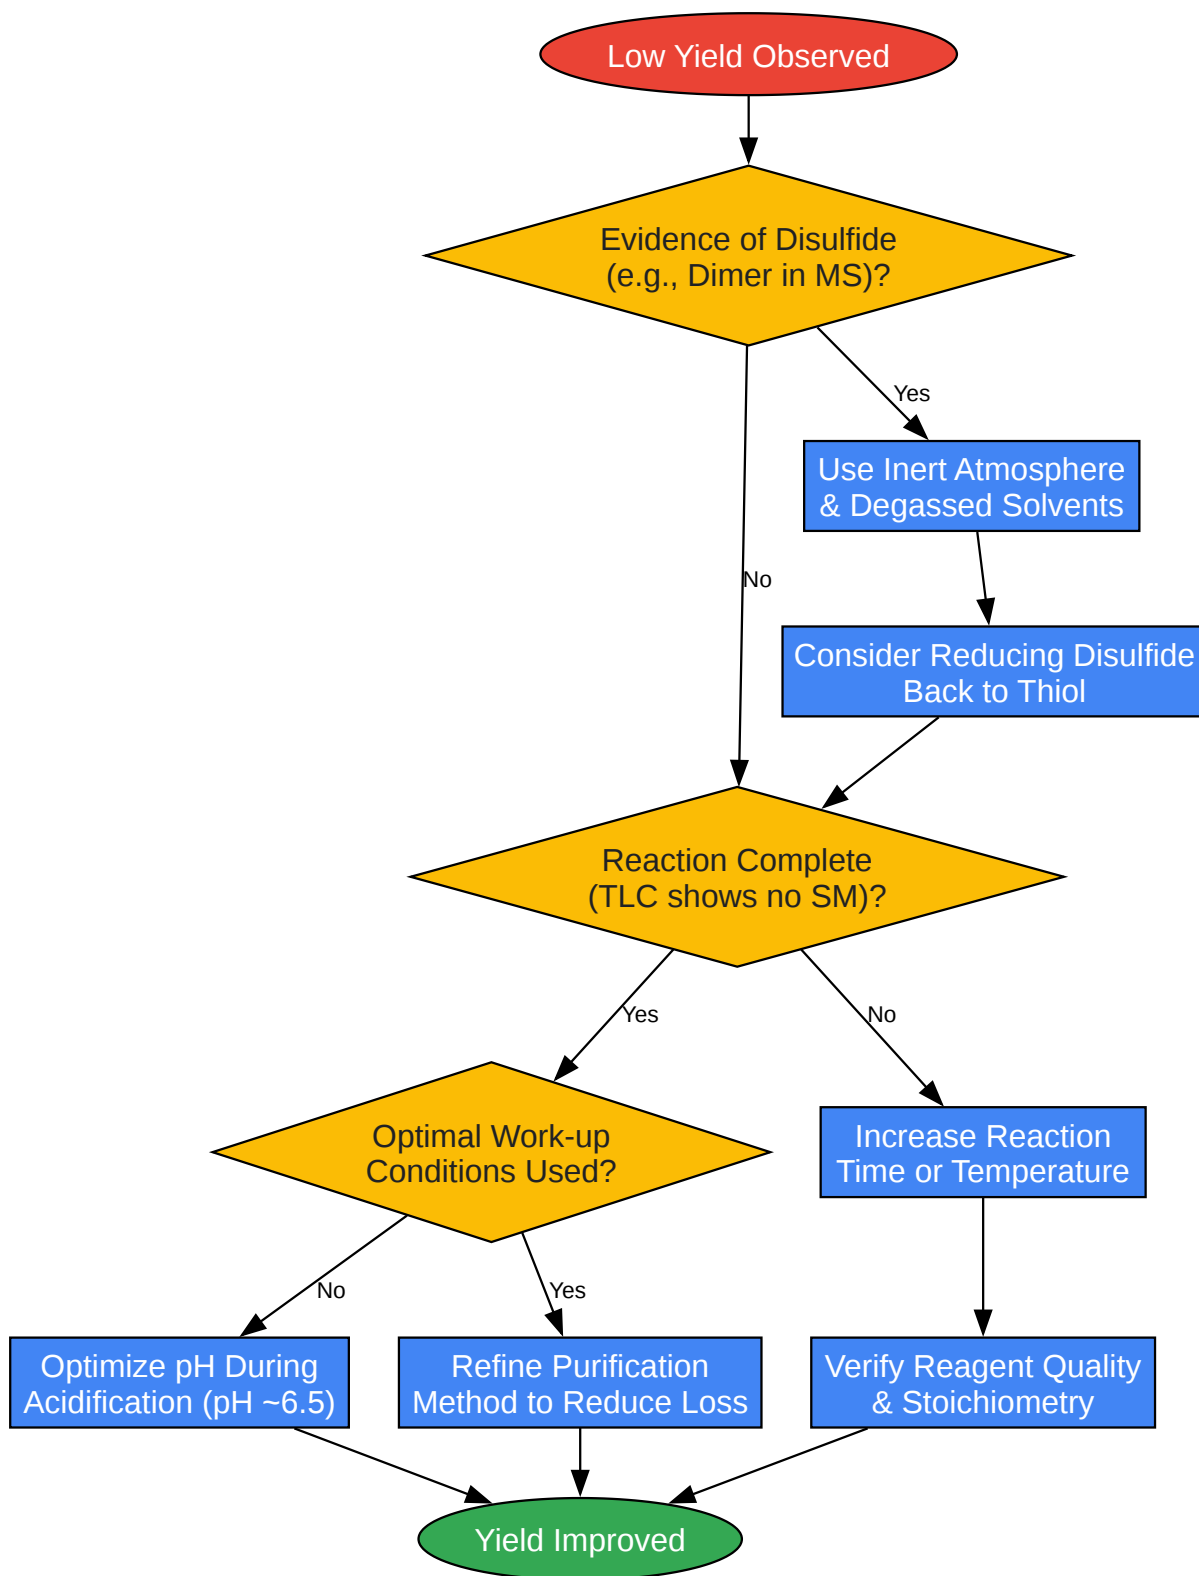 Low Yield Observed
Evidence of Disulfide
(e.g., Dimer in MS)?
Yes
Use Inert Atmosphere
& Degassed Solvents
No
Consider Reducing Disulfide
Back to Thiol
Reaction Complete
(TLC shows no SM)?
Yes
No
Optimal Work-up
Conditions Used?
Increase Reaction
Time or Temperature
No
Yes
Optimize pH During
Acidification (pH ~6.5)
Refine Purification
Method to Reduce Loss
Verify Reagent Quality
& Stoichiometry
Yield Improved